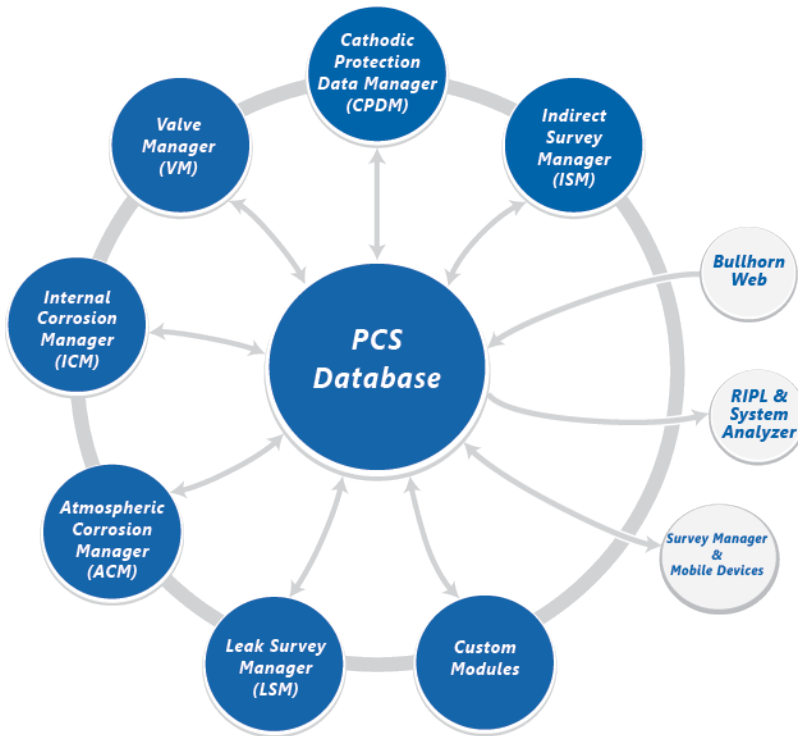 Cathodic
Protection
Data Manager
(CPDM)
Indirect
Survey
Manager
(ISM)
Valve
Manager
(VM)
Bullhorn
Web
Internal
Corrosion
Manager
(ICM)
PCS
Database
RIPL &
System
Analyzer
Atmospheric
Corrosion
Manager
(ACM)
Survey Manager
&
Mobile Devices
Leak Survey
Manager
(LSM)
Custom
Modules